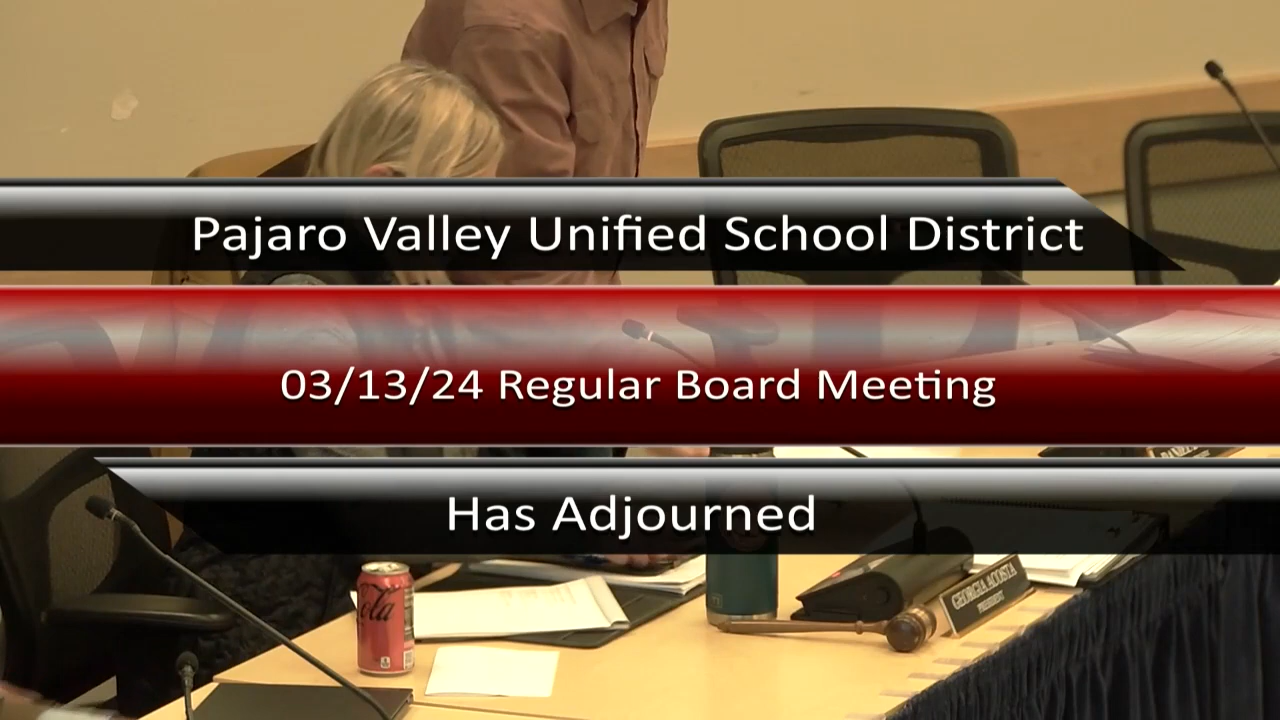 Pajaro Valley Unified School District
03/13/24 Regular Board Meeting
Has Adjourned
Cola
GEORGIA ACOSTA
PRESIDENT